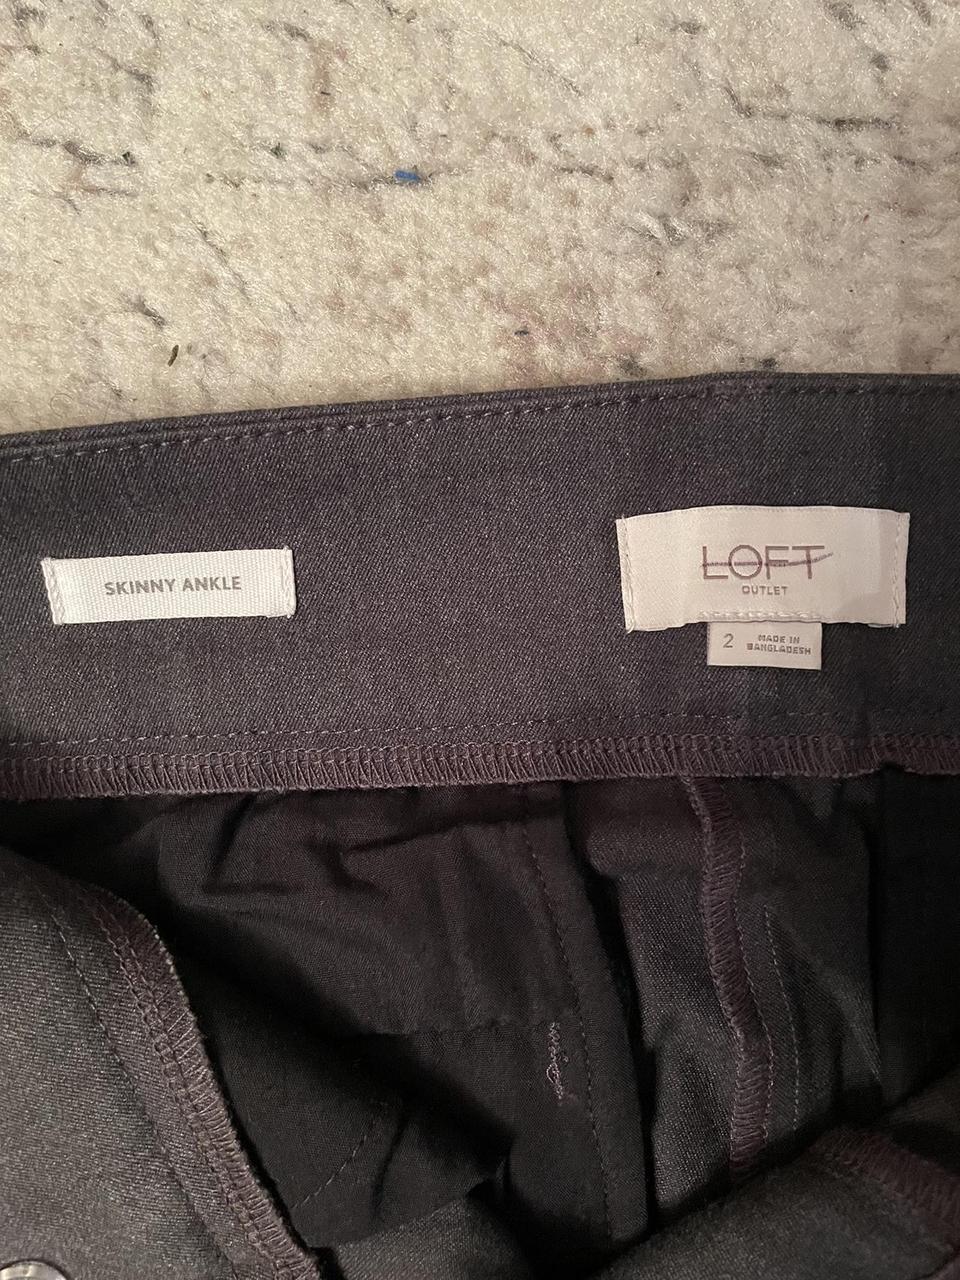 SKINNY ANKLE
LOFT
OUTLET
2
MADE IN
BANGLADESH